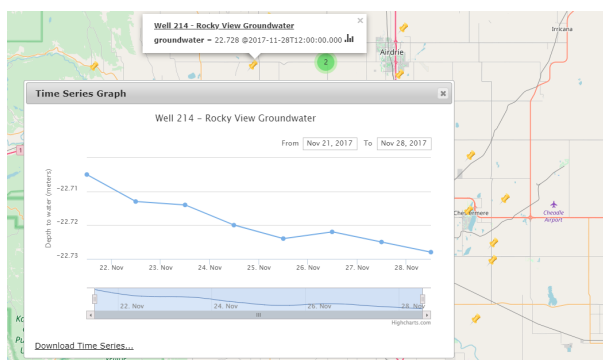 Irricana
Well 214 - Rocky View Groundwater
groundwater = 22.728 @2017-11-28T12:00:00.000
Airdrie
2
Time Series Graph
Well 214 - Rocky View Groundwater
From Nov 21, 2017 To Nov 28, 2017
Depth to water (meters)
-22.71
-22.72
-22.73
22. Nov 23. Nov 24. Nov 25. Nov 26. Nov 27. Nov 28. Nov
22. Nov 24. Nov 26. Nov 28. Nov
Highcharts.com
Download Time Series...
1
Cheadle
Airport